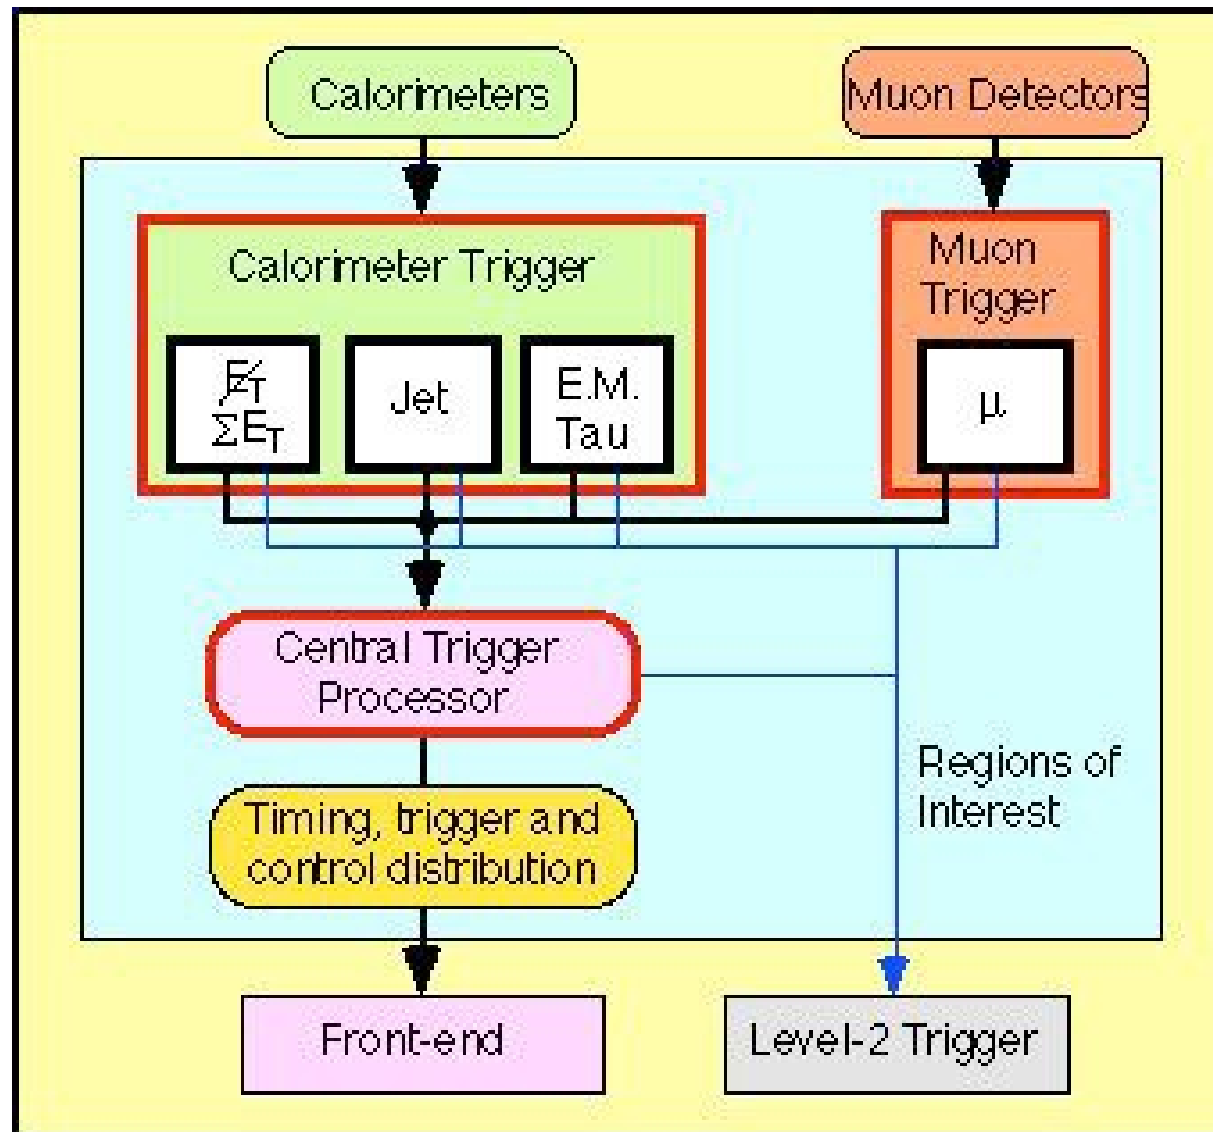 Calorimeters
Muon Detectors
Calorimeter Trigger
Muon
Trigger
E̸T
ΣET
Jet
E.M.
Tau
μ
Central Trigger
Processor
Timing, trigger and
control distribution
Regions of
Interest
Front-end
Level-2 Trigger